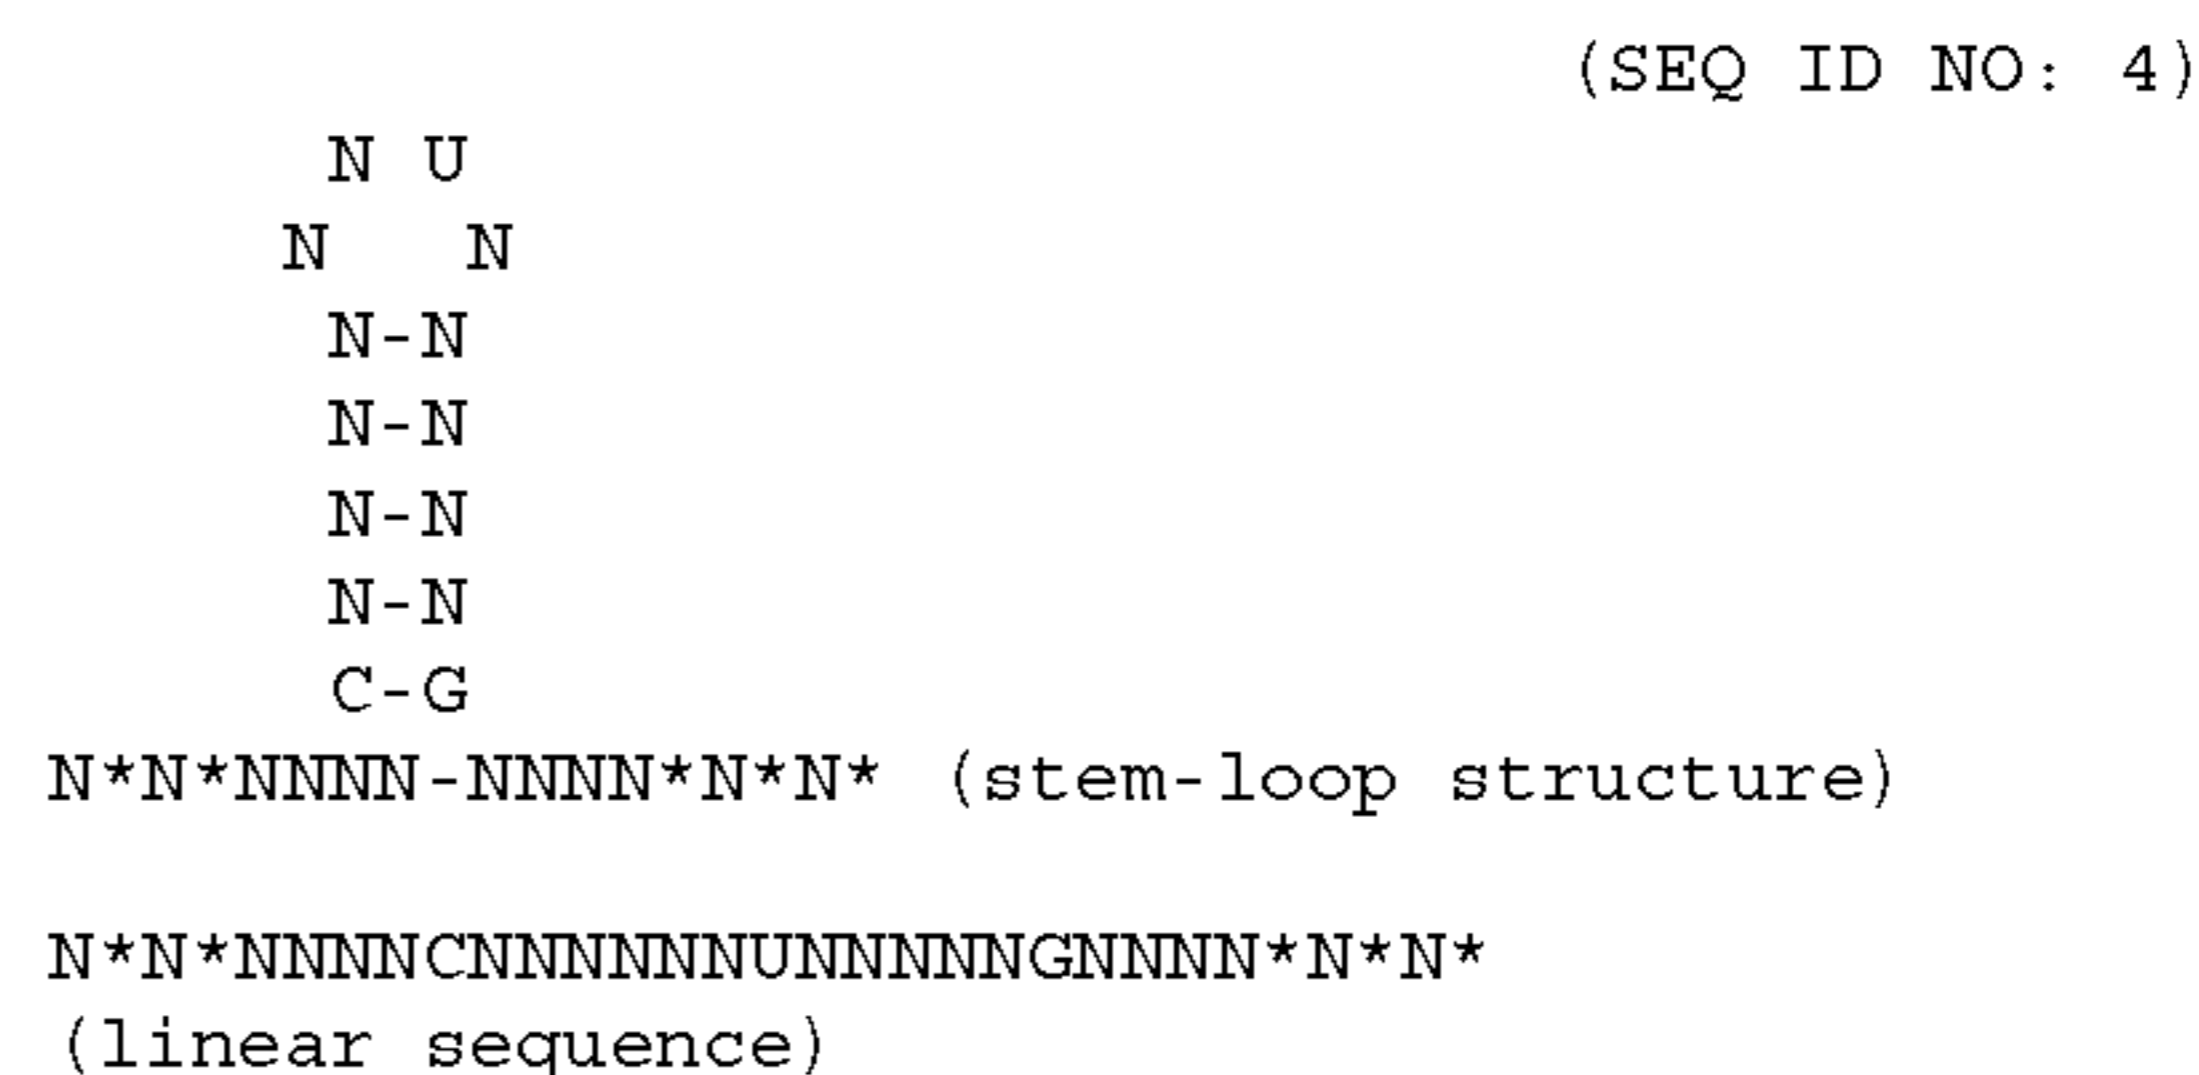 (SEQ ID NO: 4)
N U
N N
N-N
N-N
N-N
N-N
C-G
N*N*NNNN-NNNN*N*N* (stem-loop structure)
N*N*NNNNCNNNNNNUNNNNNGNNNN*N*N*
(linear sequence)